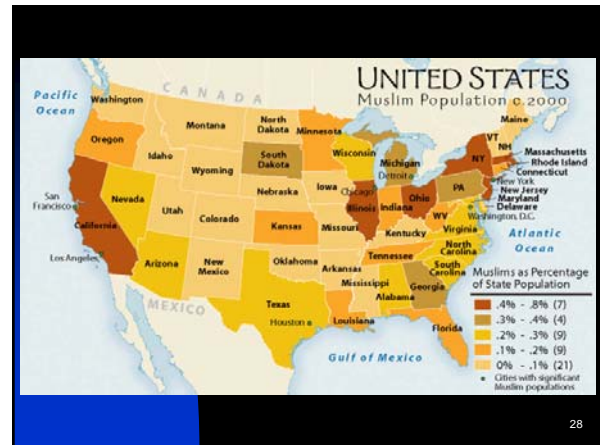 UNITED STATES
Muslim Population c.2000
Pacific
Ocean
CANADA
Washington
Montana
North
Dakota
Minnesota
Maine
VT
NH
Oregon
Idaho
Wyoming
South
Dakota
Wisconsin
Michigan
Detroit
NY
Massachusetts
Rhode Island
Connecticut
New York
New Jersey
Maryland
Delaware
Washington, D.C.
San
Francisco
Nevada
Utah
Colorado
Nebraska
Iowa
Chicago
Illinois
Indiana
Ohio
PA
WV
Virginia
California
Kansas
Missouri
Kentucky
Los Angeles
Arizona
New
Mexico
Oklahoma
Arkansas
Tennessee
North
Carolina
South
Carolina
Atlantic
Ocean
Mississippi
Alabama
Georgia
Texas
Houston
Louisiana
Florida
MEXICO
Gulf of Mexico
Muslims as Percentage
of State Population
.4% - .8% (7)
.3% - .4% (4)
.2% - .3% (9)
.1% - .2% (9)
0% - .1% (21)
Cities with significant
Muslim populations
28